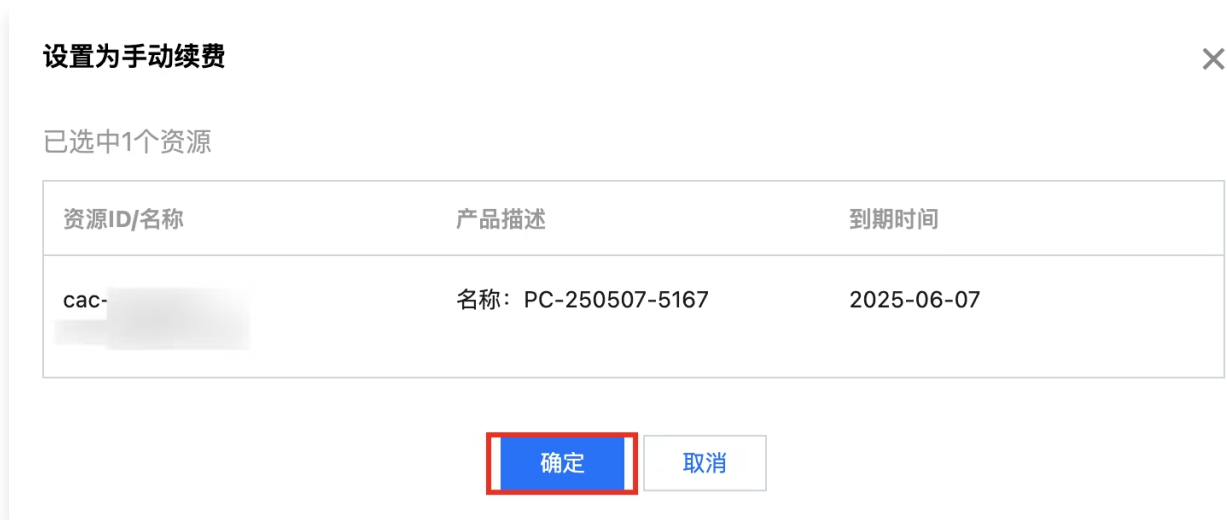 设置为手动续费
已选中1个资源
资源ID/名称 产品描述 到期时间
cac- 名称：PC-250507-5167 2025-06-07
确定 取消